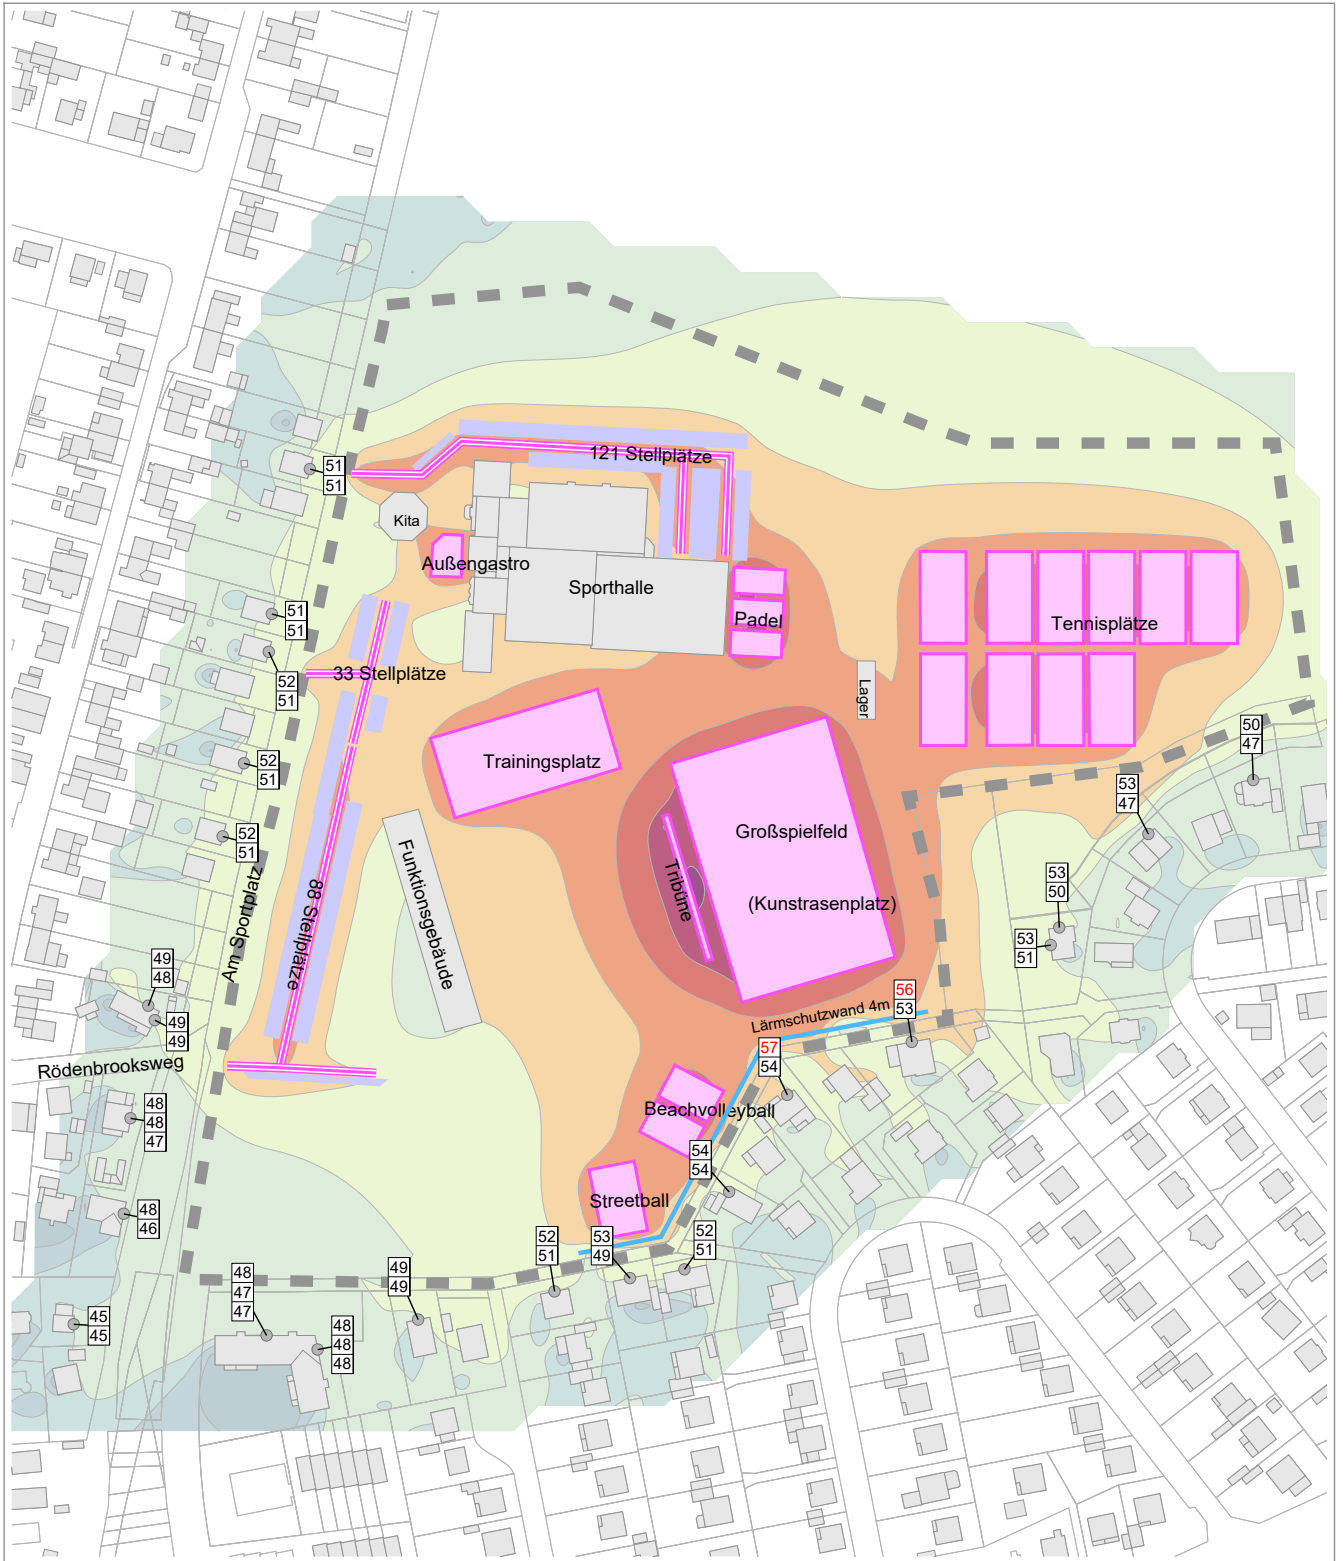 121 Stellplätze
51
51
Kita
Außengastro
Sporthalle
51
51
Padel
Tennisplätze
52
51
33 Stellplätze
Lager
50
47
52
51
Trainingsplatz
53
47
52
51
Großspielfeld
Funktionsgebäude
Tribüne
53
50
88 Stellplätze
(Kunstrasenplatz)
Am Sportplatz
53
51
49
48
56
53
Lärmschutzwand 4m
49
49
57
54
Rödenbrooksweg
48
48
47
Beachvolleyball
54
54
Streetball
48
46
52
51
53
49
52
51
48
47
47
49
49
45
45
48
48
48